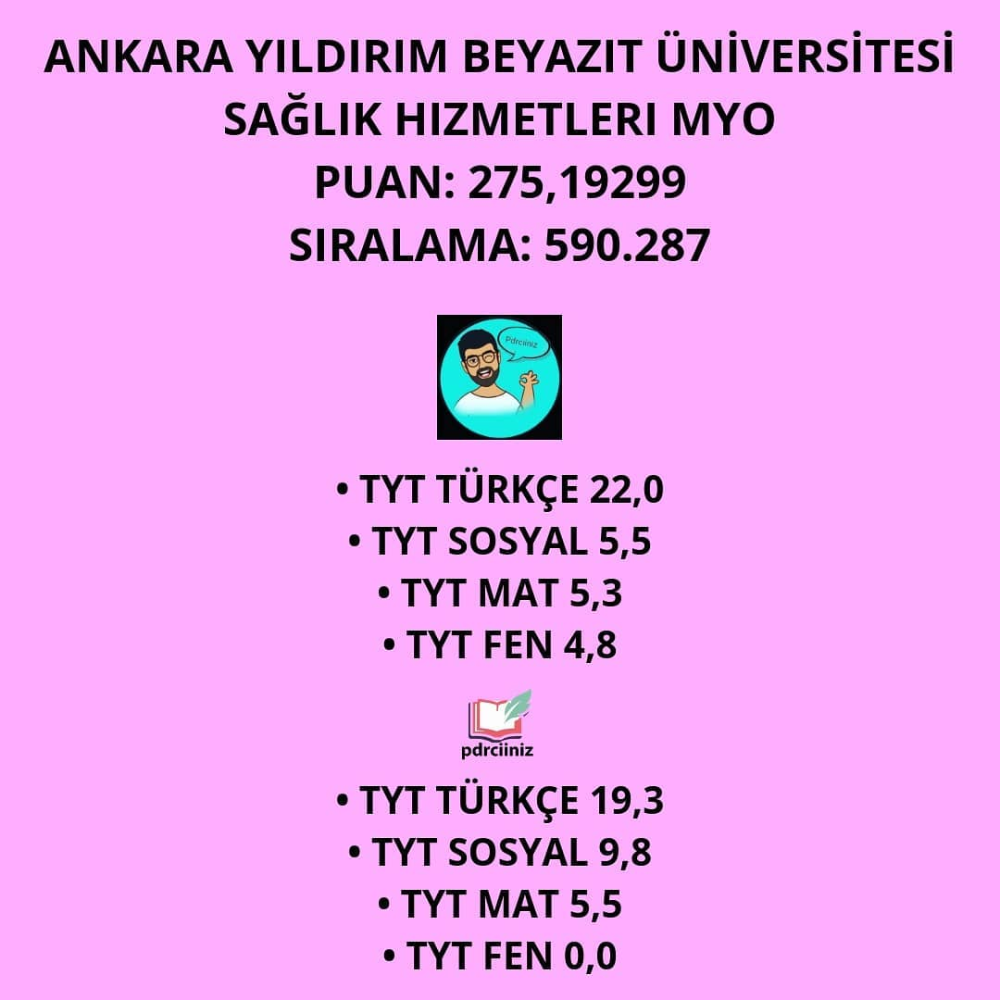 ANKARA YILDIRIM BEYAZIT ÜNİVERSİTESİ
SAĞLIK HIZMETLERI MYO
PUAN: 275,19299
SIRALAMA: 590.287
Pdrciiniz
• TYT TÜRKÇE 22,0
• TYT SOSYAL 5,5
• TYT MAT 5,3
• TYT FEN 4,8
pdrciiniz
• TYT TÜRKÇE 19,3
• TYT SOSYAL 9,8
• TYT MAT 5,5
• TYT FEN 0,0